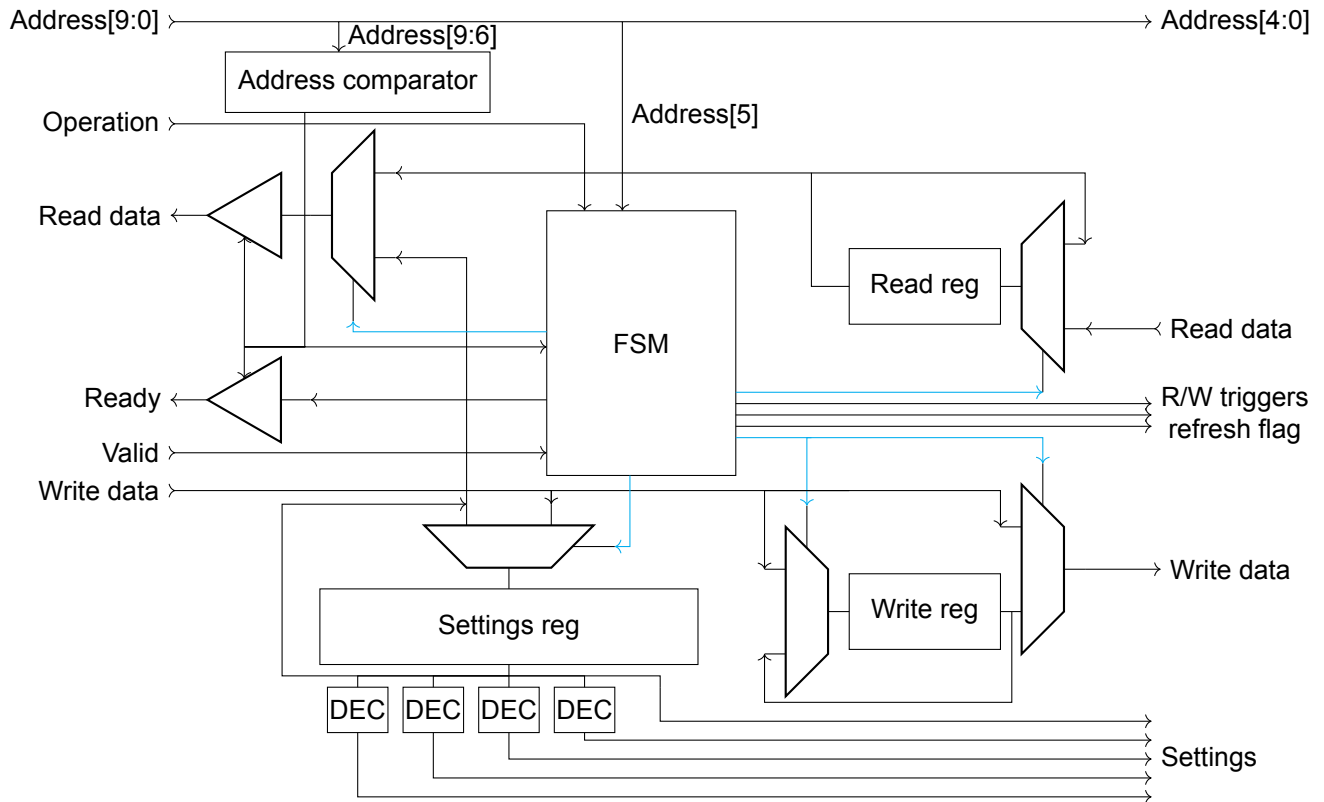 Address[9:0]
Address[4:0]
Address[9:6]
Address comparator
Address[5]
Operation
Read data
Read reg
Read data
FSM
Ready
R/W triggers
refresh flag
Valid
Write data
Write data
Write reg
Settings reg
DEC
DEC
DEC
DEC
Settings